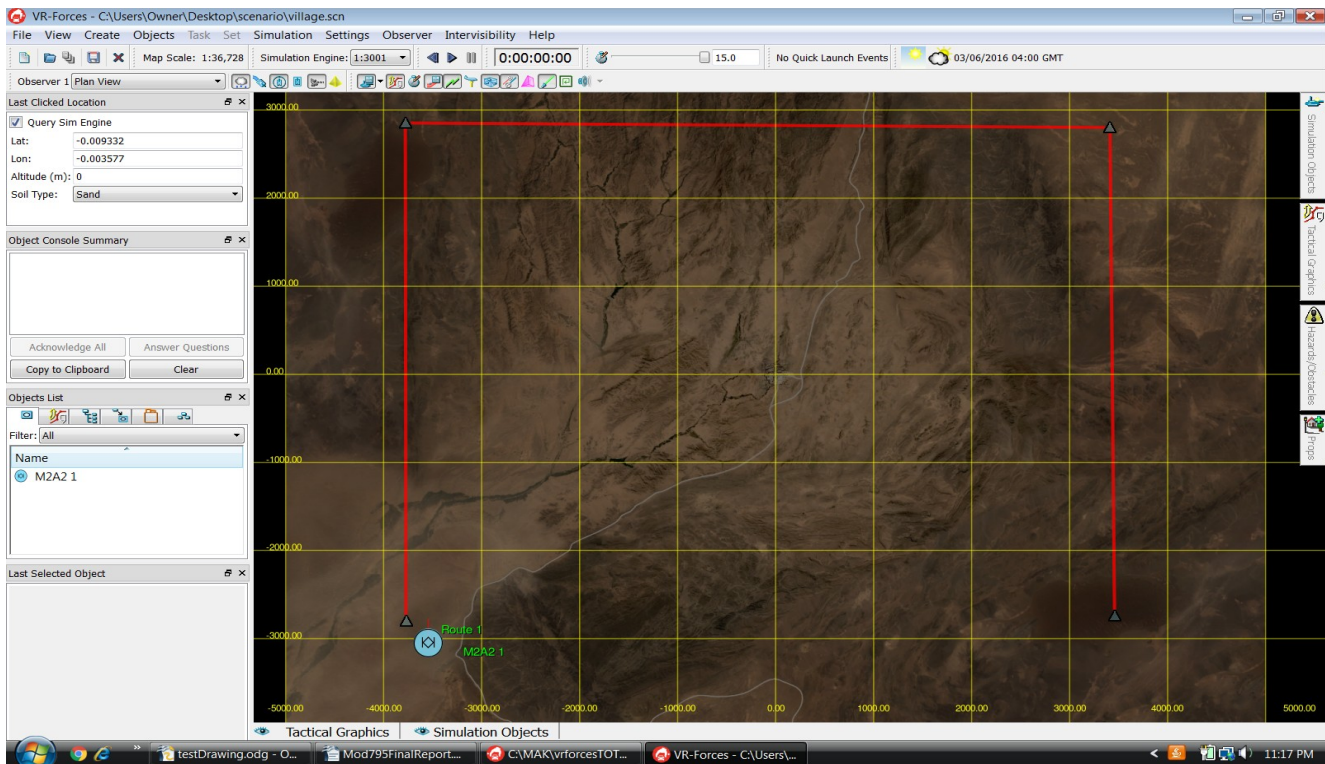 VR-Forces - C:\Users\Owner\Desktop\scenario\village.scn
File View Create Objects Task Set Simulation Settings Observer Intervisibility Help
Map Scale: 1:36,728 Simulation Engine: 1:3001 0:00:00:00 15.0 No Quick Launch Events 03/06/2016 04:00 GMT
Observer 1 Plan View
Last Clicked Location
Query Sim Engine
Lat: -0.009332
Lon: -0.003577
Altitude (m): 0
Soil Type: Sand
Object Console Summary
Acknowledge All Answer Questions
Copy to Clipboard Clear
Objects List
Filter: All
Name
M2A2 1
Last Selected Object
3000.00
2000.00
1000.00
0.00
-1000.00
-2000.00
-3000.00
Route 1
M2A2 1
-5000.00 -4000.00 -3000.00 -2000.00 -1000.00 0.00 1000.00 2000.00 3000.00 4000.00 5000.00
Simulation Objects
Tactical Graphics
Hazards/Obstacles
Props
Tactical Graphics Simulation Objects
testDrawing.odg - O... Mod795FinalReport.... C:\MAK\vrforcesTOT... VR-Forces - C:\Users\... 11:17 PM